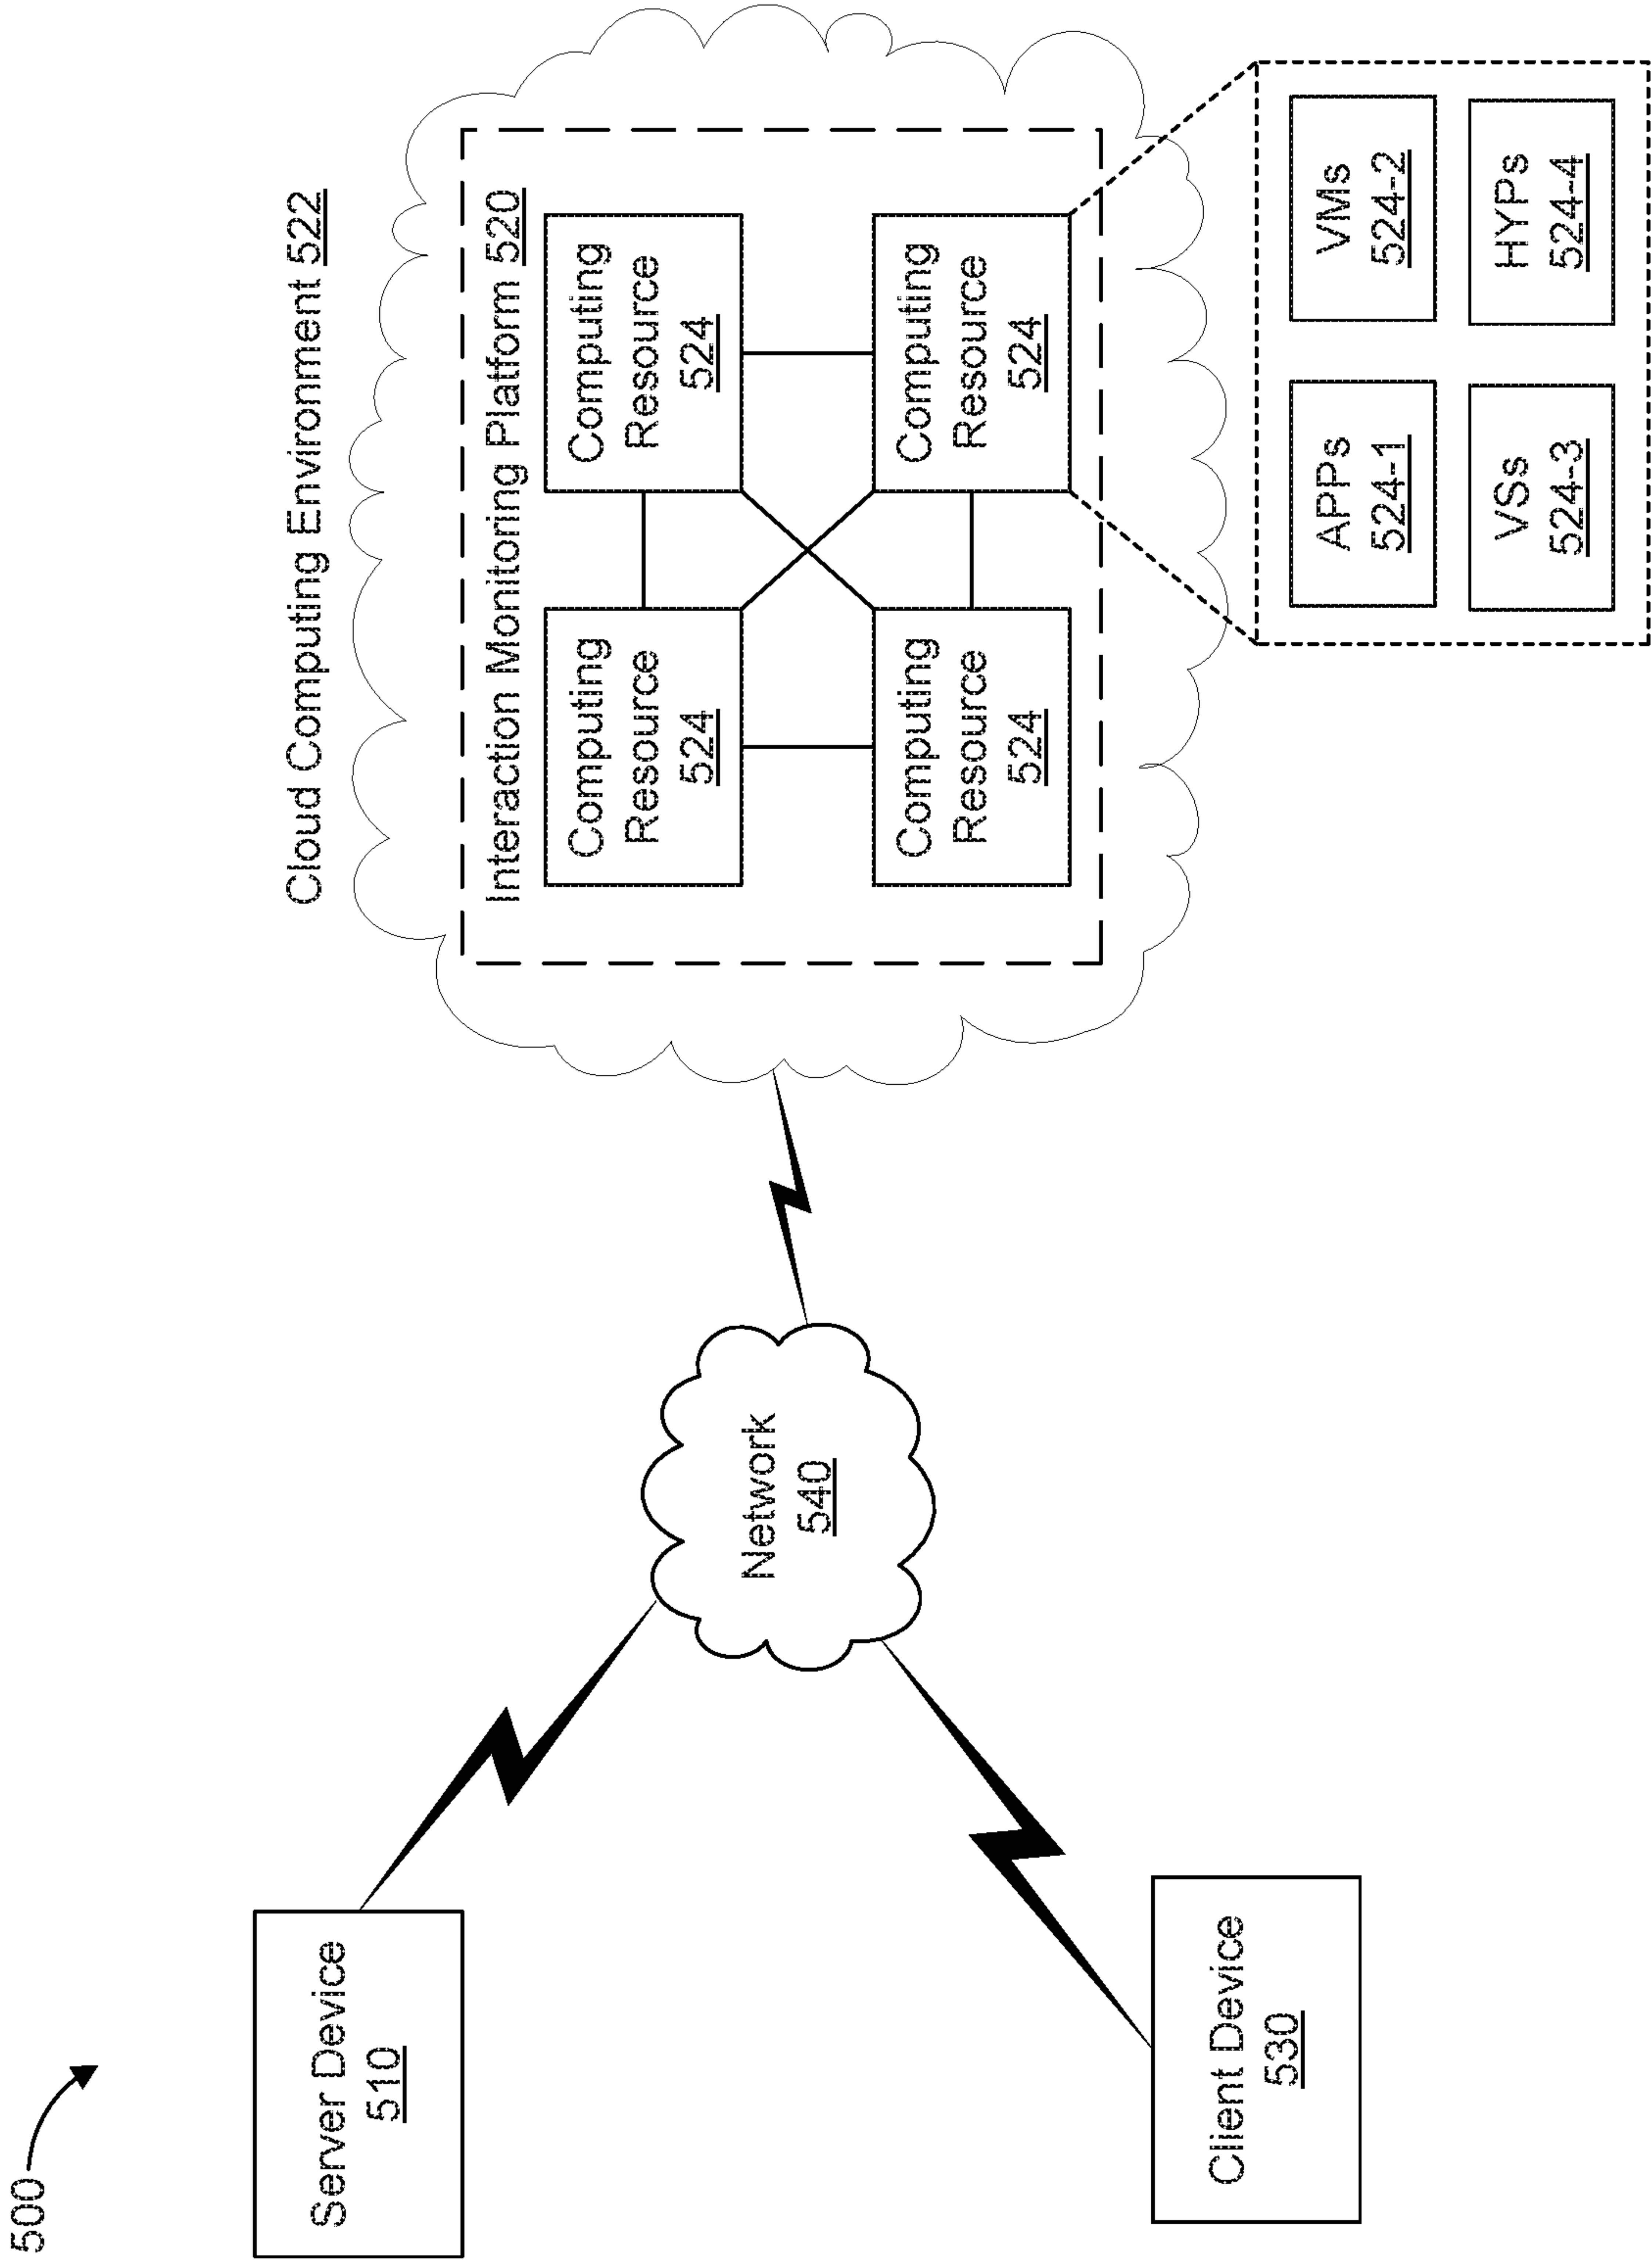 500
Cloud Computing Environment 522
Server Device
510
Interaction Monitoring Platform 520
Computing
Resource
524
Computing
Resource
524
Network
540
Computing
Resource
524
Computing
Resource
524
Client Device
530
APPs
524-1
VMs
524-2
VSs
524-3
HYPs
524-4